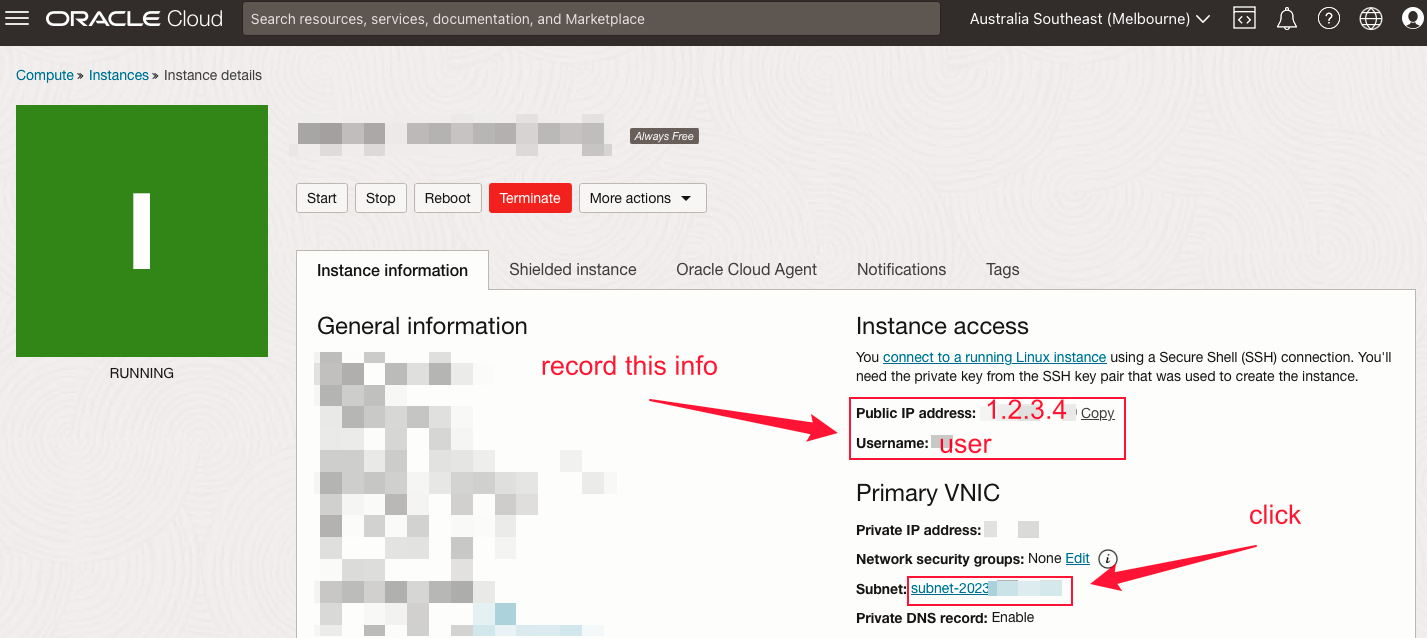 ORACLE Cloud
Search resources, services, documentation, and Marketplace
Australia Southeast (Melbourne)
Compute » Instances » Instance details
Always Free
Start
Stop
Reboot
Terminate
More actions
RUNNING
Instance information
Shielded instance
Oracle Cloud Agent
Notifications
Tags
General information
record this info
Instance access
You connect to a running Linux instance using a Secure Shell (SSH) connection. You'll
need the private key from the SSH key pair that was used to create the instance.
Public IP address: 1.2.3.4 Copy
Username: user
Primary VNIC
click
Private IP address:
Network security groups: None Edit
Subnet: subnet-2023
Private DNS record: Enable